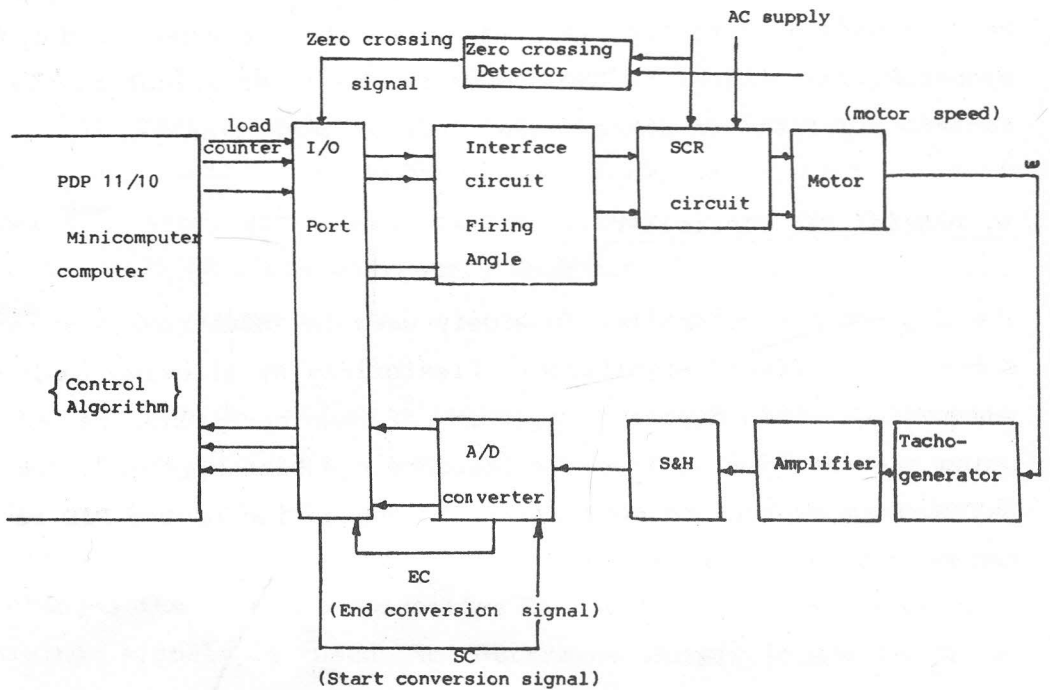 AC supply
Zero crossing
signal
Zero crossing
Detector
(motor speed)
load
counter
I/O
Port
Interface
circuit
Firing
Angle
SCR
circuit
Motor
ω
PDP 11/10
Minicomputer
computer
{Control
Algorithm}
A/D
converter
S&H
Amplifier
Tacho-
generator
EC
(End conversion signal)
SC
(Start conversion signal)